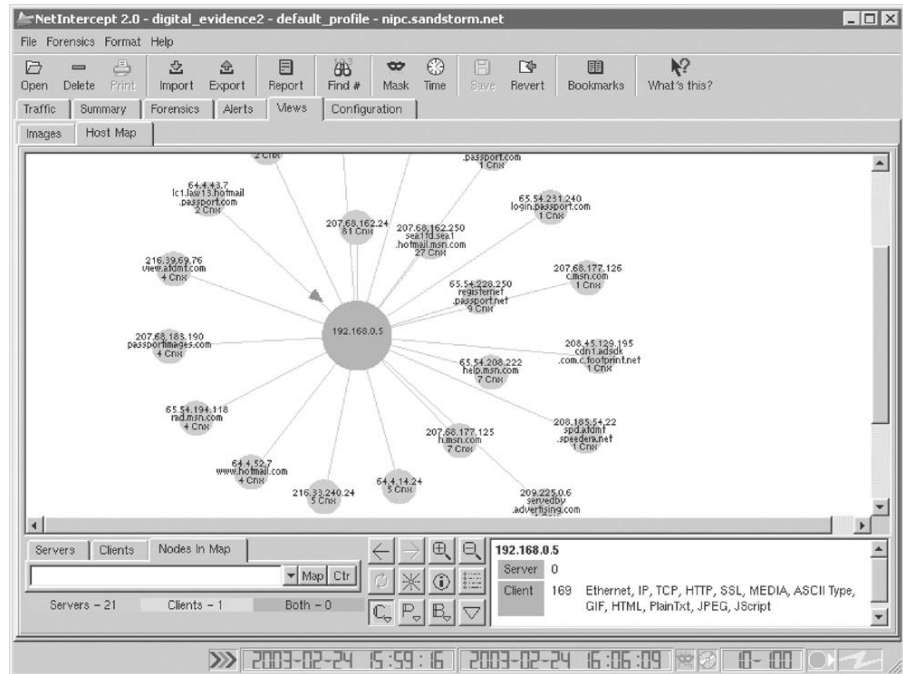 NetIntercept 2.0 - digital_evidence2 - default_profile - nipc.sandstorm.net
File Forensics Format Help
Open Delete Print Import Export Report Find # Mask Time Save Revert Bookmarks What's this?
Traffic Summary Forensics Alerts Views Configuration
Images Host Map
2 Cnx
.passport.com
1 Cnx
64.4.43.7
lc1.law13.hotmail
.passport.com
2 Cnx
65.54.231.240
login.passport.com
1 Cnx
207.68.162.24
81 Cnx
207.68.162.250
sea1fd.sea1
.hotmail.msn.com
27 Cnx
216.39.69.76
view.atdmt.com
4 Cnx
207.68.177.126
c.msn.com
1 Cnx
65.54.228.250
registernet
.passport.net
9 Cnx
192.168.0.5
207.68.183.190
passportimages.com
4 Cnx
208.45.129.195
cdn1.adsdk
.com.c.footprint.net
1 Cnx
65.54.208.222
help.msn.com
7 Cnx
65.54.194.118
rad.msn.com
4 Cnx
208.185.54.22
spd.atdmt
.speedera.net
1 Cnx
207.68.177.125
h.msn.com
7 Cnx
64.4.52.7
www.hotmail.com
4 Cnx
216.33.240.24
5 Cnx
64.4.14.24
5 Cnx
209.225.0.6
servedby
.advertising.com
Servers Clients Nodes In Map
Map Ctr
Servers - 21 Clients - 1 Both - 0
C P B
192.168.0.5
Server 0
Client 169 Ethernet, IP, TCP, HTTP, SSL, MEDIA, ASCII Type,
GIF, HTML, PlainTxt, JPEG, JScript
2003-02-24 15:59:16 2003-02-24 16:06:09 10-100